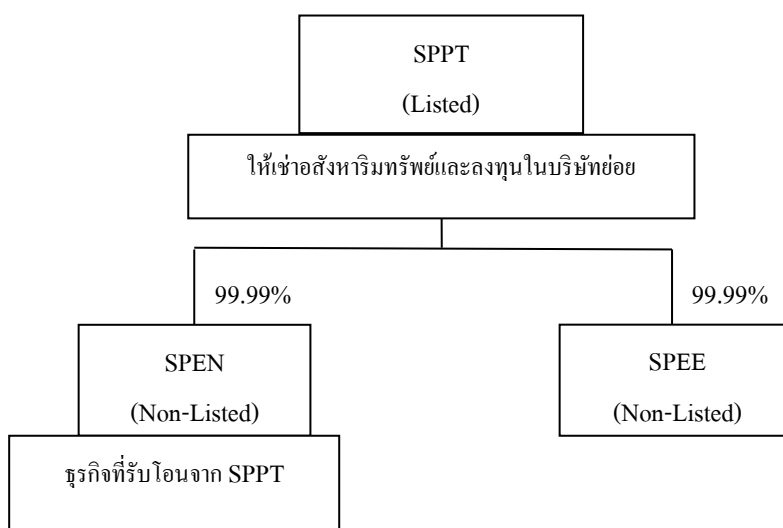 SPPT
(Listed)
ให้เช่าอสังหาริมทรัพย์และลงทุนในบริษัทย่อย
99.99%
99.99%
SPEN
(Non-Listed)
SPEE
(Non-Listed)
ธุรกิจที่รับโอนจาก SPPT